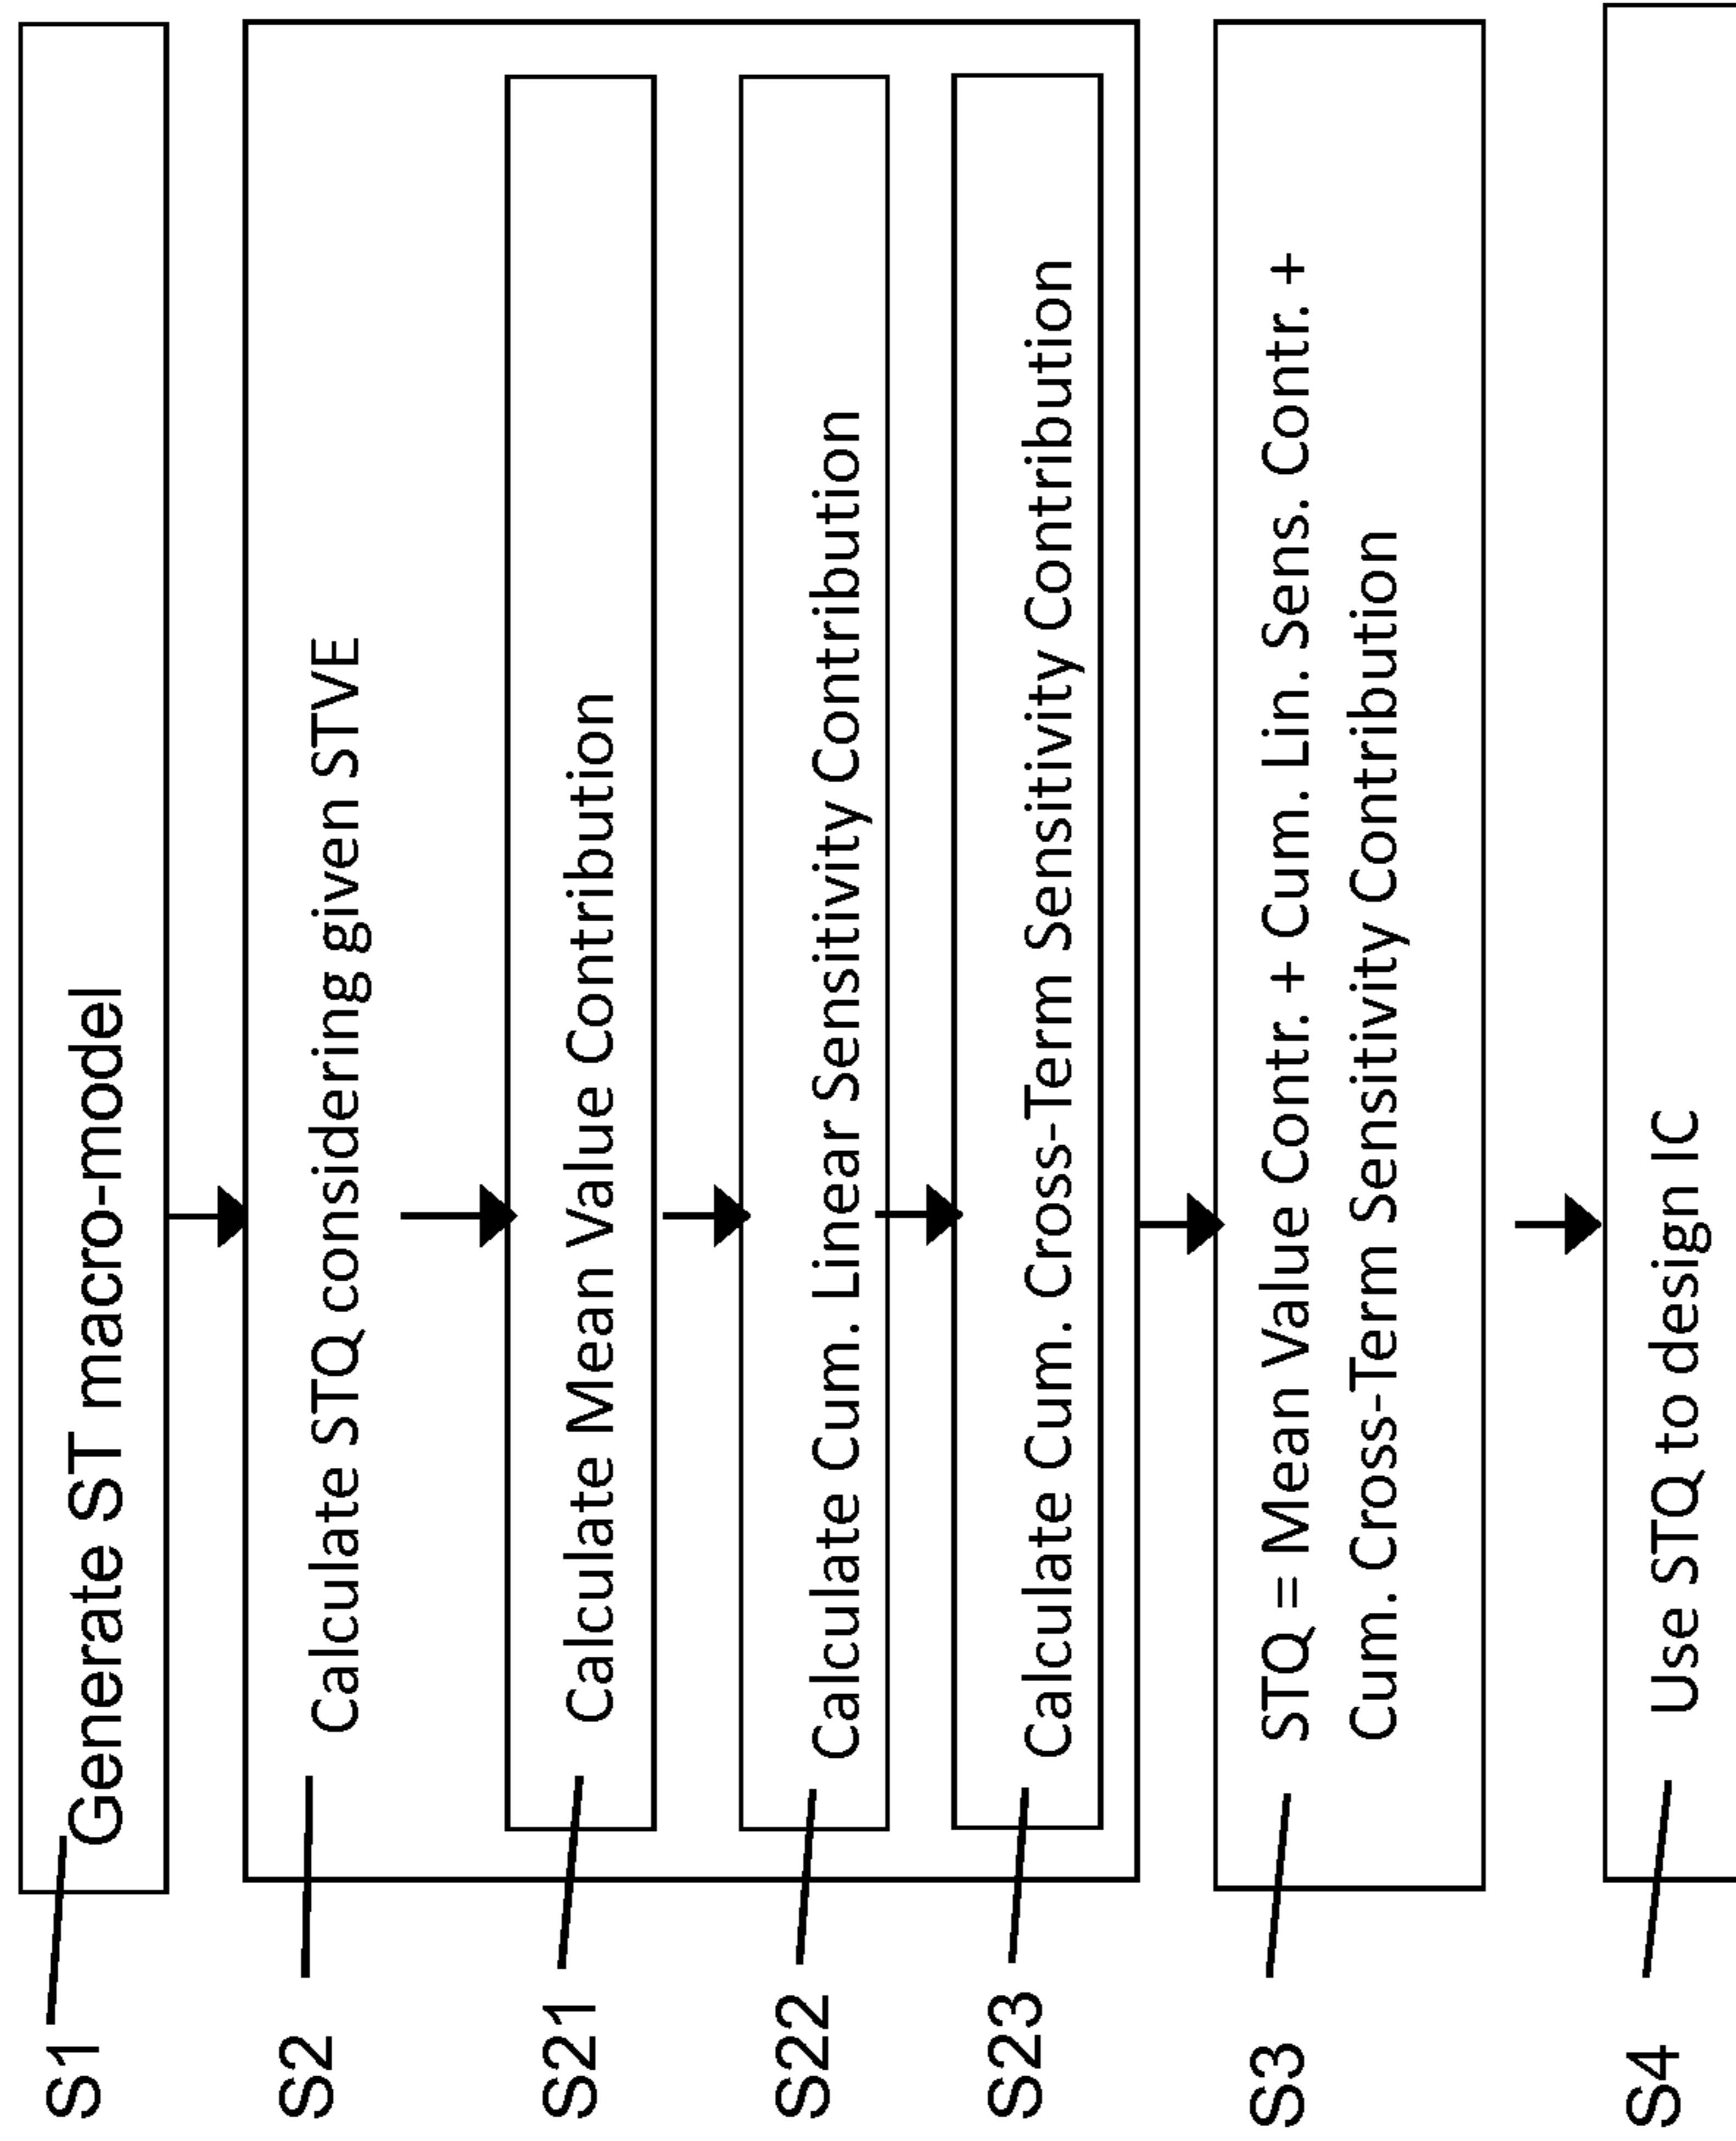 S1
Generate ST macro-model
S2
Calculate STQ considering given STVE
S21
Calculate Mean Value Contribution
S22
Calculate Cum. Linear Sensitivity Contribution
S23
Calculate Cum. Cross-Term Sensitivity Contribution
S3
STQ = Mean Value Contr. + Cum. Lin. Sens. Contr. +
Cum. Cross-Term Sensitivity Contribution
S4
Use STQ to design IC